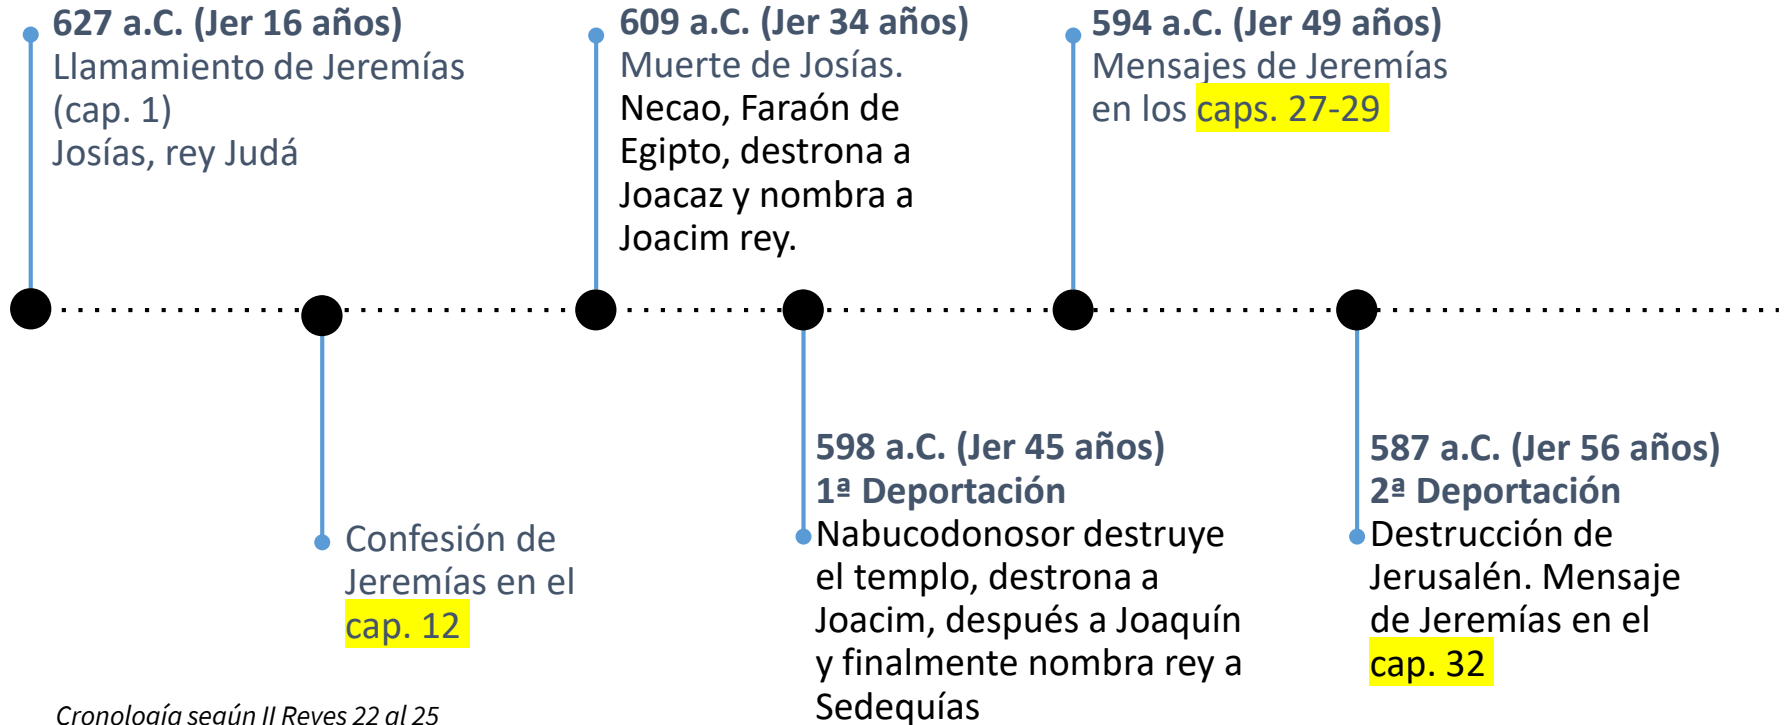 627 a.C. (Jer 16 años)
Llamamiento de Jeremías
(cap. 1)
Josías, rey Judá
609 a.C. (Jer 34 años)
Muerte de Josías.
Necao, Faraón de
Egipto, destrona a
Joacaz y nombra a
Joacim rey.
594 a.C. (Jer 49 años)
Mensajes de Jeremías
en los caps. 27-29
Confesión de
Jeremías en el
cap. 12
598 a.C. (Jer 45 años)
1ª Deportación
Nabucodonosor destruye
el templo, destrona a
Joacim, después a Joaquín
y finalmente nombra rey a
Sedequías
587 a.C. (Jer 56 años)
2ª Deportación
Destrucción de
Jerusalén. Mensaje
de Jeremías en el
cap. 32
Cronología según II Reyes 22 al 25